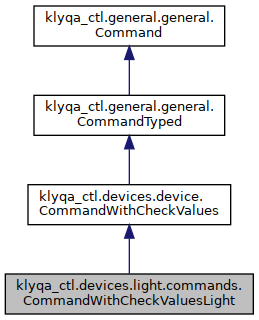 klyqa_ctl.general.general.
Command
klyqa_ctl.general.general.
CommandTyped
klyqa_ctl.devices.device.
CommandWithCheckValues
klyqa_ctl.devices.light.commands.
CommandWithCheckValuesLight